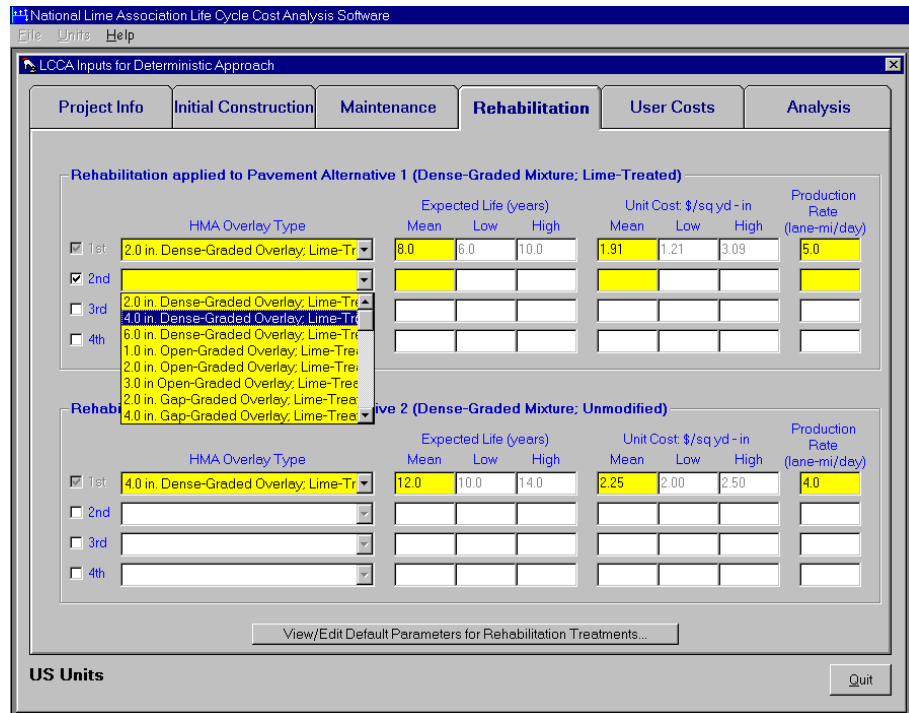 National Lime Association Life Cycle Cost Analysis Software
File Units Help
LCCA Inputs for Deterministic Approach
Project Info Initial Construction Maintenance Rehabilitation User Costs Analysis
Rehabilitation applied to Pavement Alternative 1 (Dense-Graded Mixture; Lime-Treated)
Expected Life (years) Unit Cost: $/sq yd - in Production Rate (lane-mi/day)
HMA Overlay Type Mean Low High Mean Low High
1st 2.0 in. Dense-Graded Overlay; Lime-Tr 8.0 6.0 10.0 1.91 1.21 3.09 5.0
2nd
3rd
4th
2.0 in. Dense-Graded Overlay; Lime-Tre
4.0 in. Dense-Graded Overlay; Lime-Tre
6.0 in. Dense-Graded Overlay; Lime-Tre
1.0 in. Open-Graded Overlay; Lime-Trea
2.0 in. Open-Graded Overlay; Lime-Trea
3.0 in Open-Graded Overlay; Lime-Trea
2.0 in. Gap-Graded Overlay; Lime-Treat
4.0 in. Gap-Graded Overlay; Lime-Treat
Rehabi ive 2 (Dense-Graded Mixture; Unmodified)
Expected Life (years) Unit Cost: $/sq yd - in Production Rate (lane-mi/day)
HMA Overlay Type Mean Low High Mean Low High
1st 4.0 in. Dense-Graded Overlay; Lime-Tr 12.0 10.0 14.0 2.25 2.00 2.50 4.0
2nd
3rd
4th
View/Edit Default Parameters for Rehabilitation Treatments...
US Units Quit